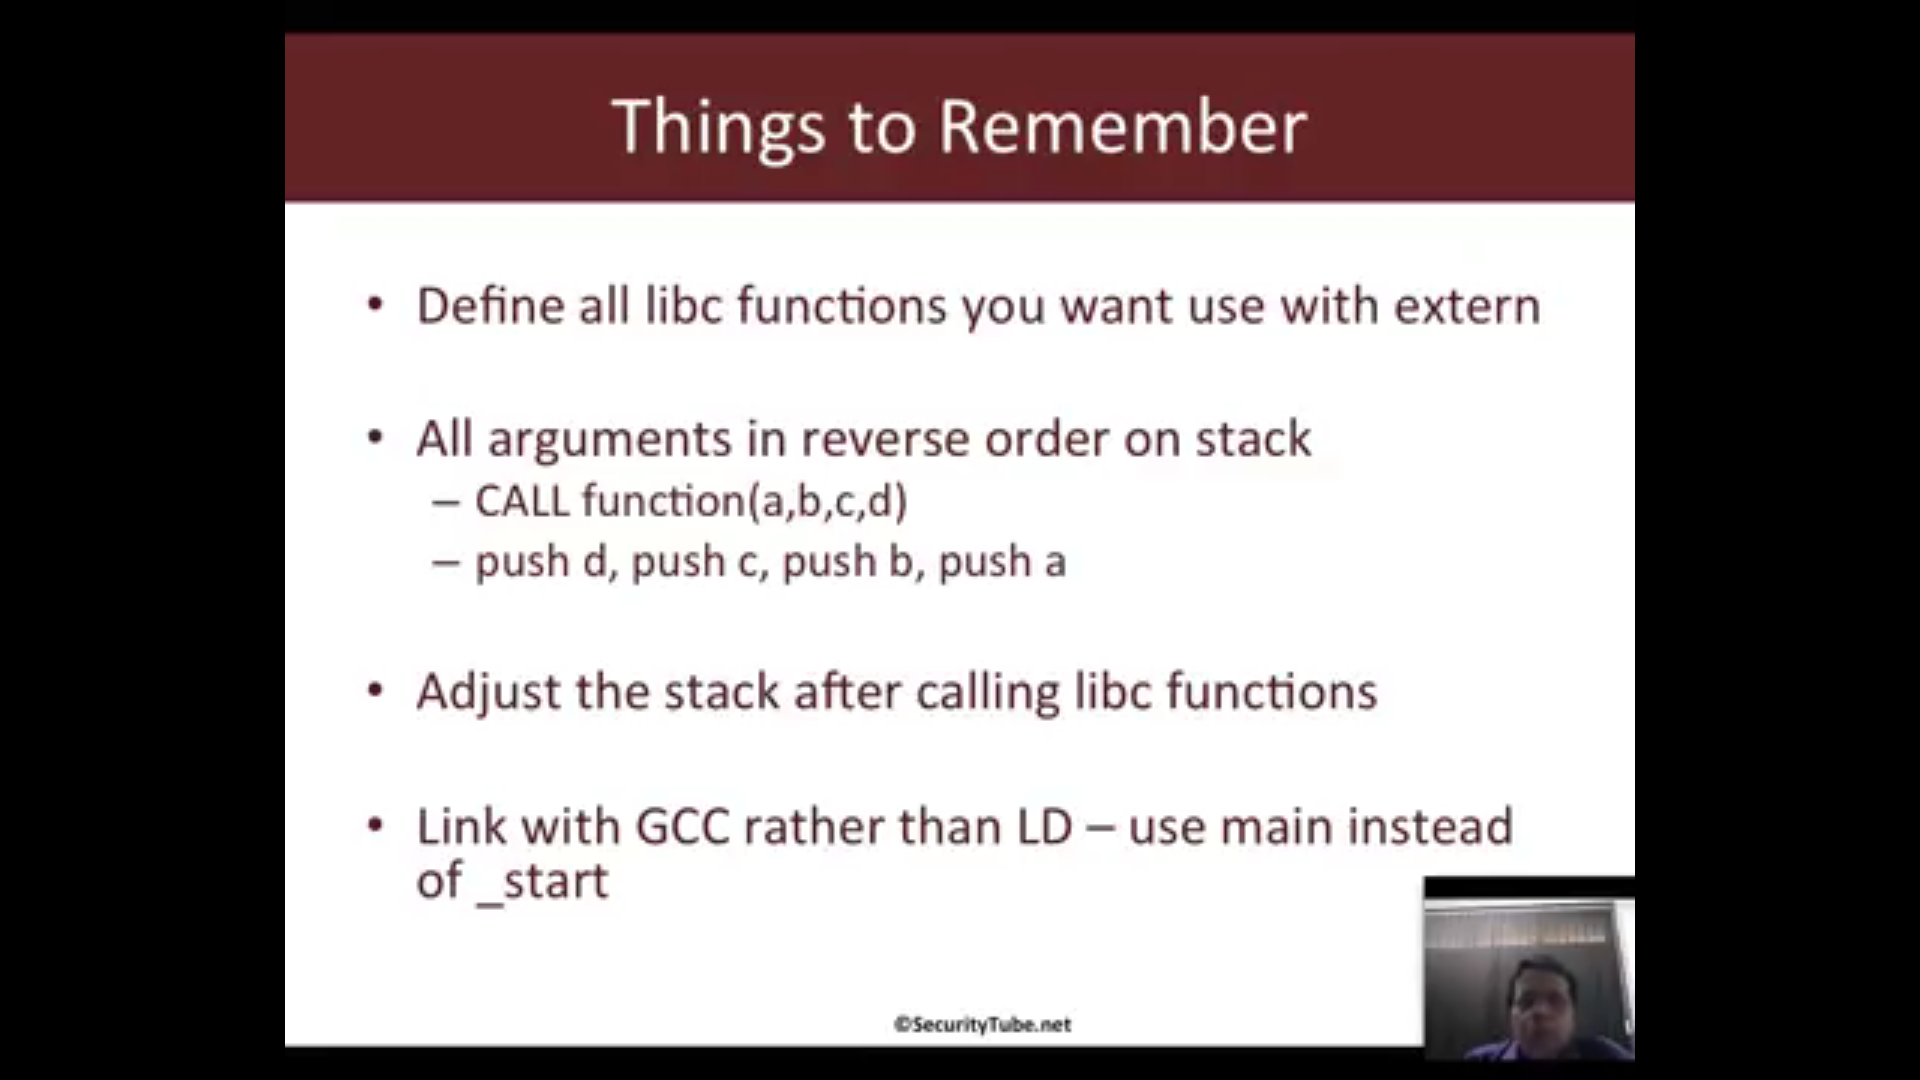 Things to Remember
• Define all libc functions you want use with extern
• All arguments in reverse order on stack
– CALL function(a,b,c,d)
– push d, push c, push b, push a
• Adjust the stack after calling libc functions
• Link with GCC rather than LD – use main instead
of _start
©SecurityTube.net